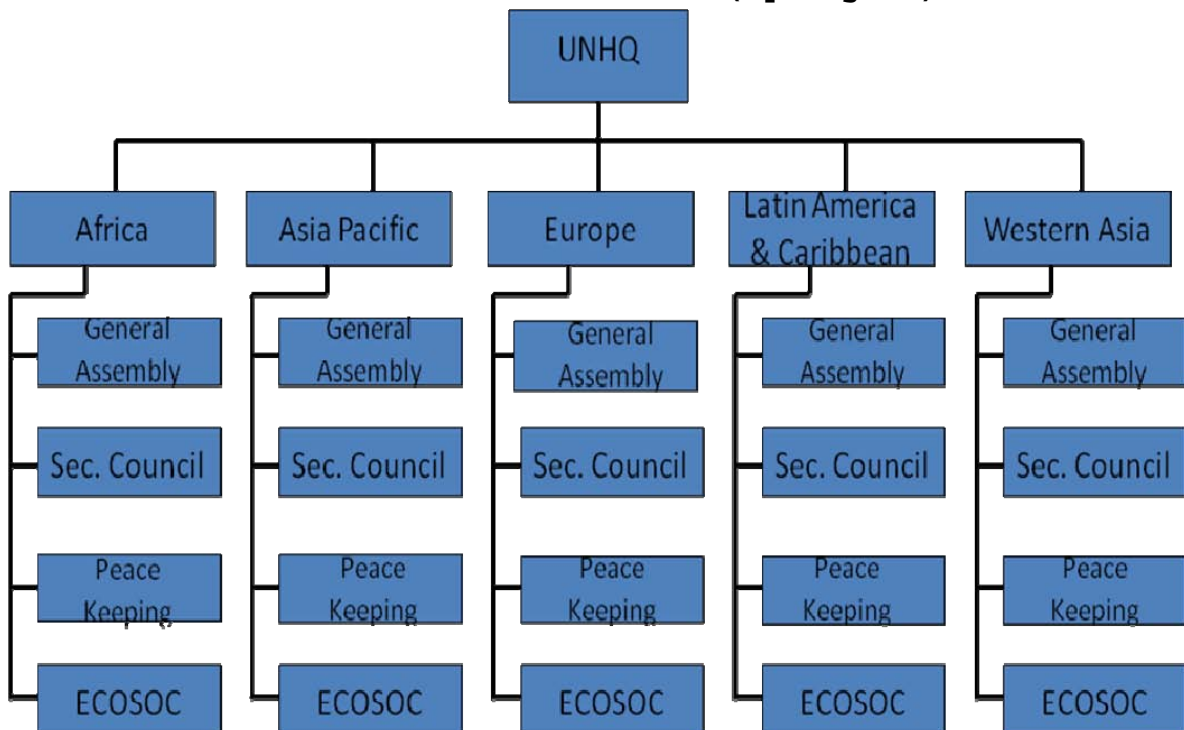 UNHQ
Africa
Asia Pacific
Europe
Latin America
& Caribbean
Western Asia
General
Assembly
General
Assembly
General
Assembly
General
Assembly
General
Assembly
Sec. Council
Sec. Council
Sec. Council
Sec. Council
Sec. Council
Peace
Keeping
Peace
Keeping
Peace
Keeping
Peace
Keeping
Peace
Keeping
ECOSOC
ECOSOC
ECOSOC
ECOSOC
ECOSOC